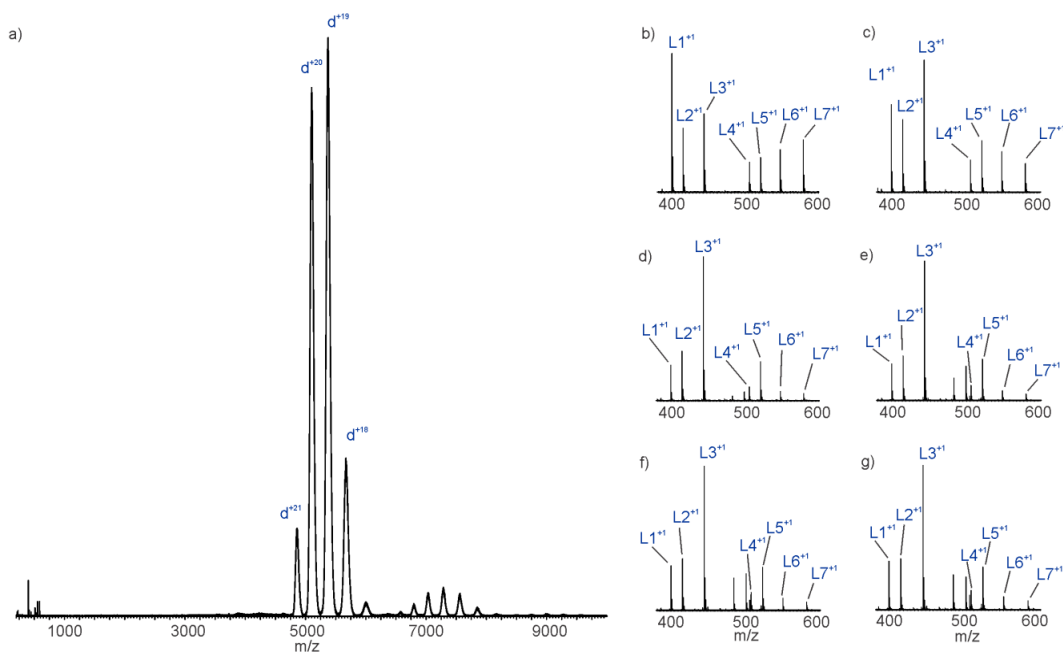 a)
d⁺¹⁹
d⁺²⁰
d⁺¹⁸
d⁺²¹
1000 3000 5000 7000 9000
m/z
b)
L1⁺¹
L2⁺¹
L3⁺¹
L4⁺¹
L5⁺¹
L6⁺¹
L7⁺¹
400 500 600
m/z
c)
L1⁺¹
L2⁺¹
L3⁺¹
L4⁺¹
L5⁺¹
L6⁺¹
L7⁺¹
400 500 600
m/z
d)
L1⁺¹
L2⁺¹
L3⁺¹
L4⁺¹
L5⁺¹
L6⁺¹
L7⁺¹
400 500 600
m/z
e)
L1⁺¹
L2⁺¹
L3⁺¹
L4⁺¹
L5⁺¹
L6⁺¹
L7⁺¹
400 500 600
m/z
f)
L1⁺¹
L2⁺¹
L3⁺¹
L4⁺¹
L5⁺¹
L6⁺¹
L7⁺¹
400 500 600
m/z
g)
L1⁺¹
L2⁺¹
L3⁺¹
L4⁺¹
L5⁺¹
L6⁺¹
L7⁺¹
400 500 600
m/z